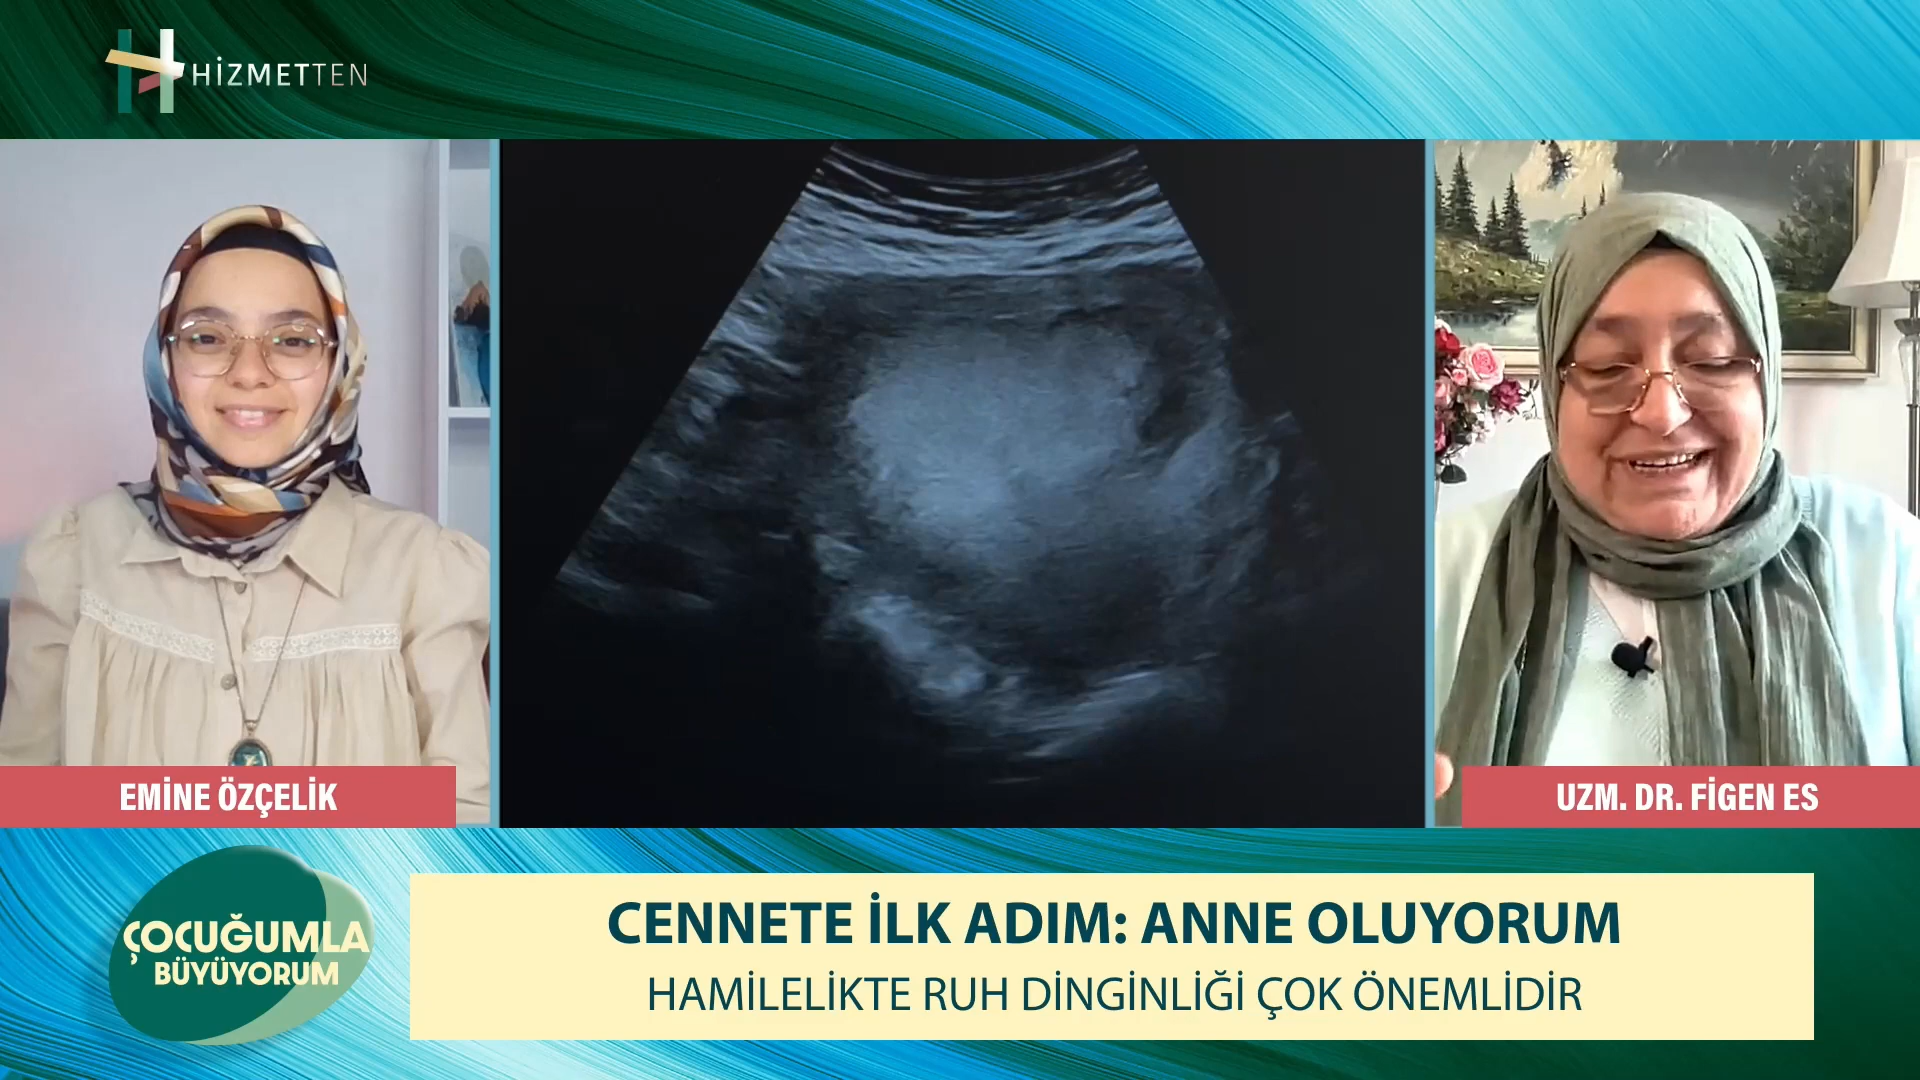 HİZMETTEN
EMİNE ÖZÇELİK
UZM. DR. FİGEN ES
ÇOCUĞUMLA
BÜYÜYORUM
CENNETE İLK ADIM: ANNE OLUYORUM
HAMİLELİKTE RUH DİNGİNLİĞİ ÇOK ÖNEMLİDİR